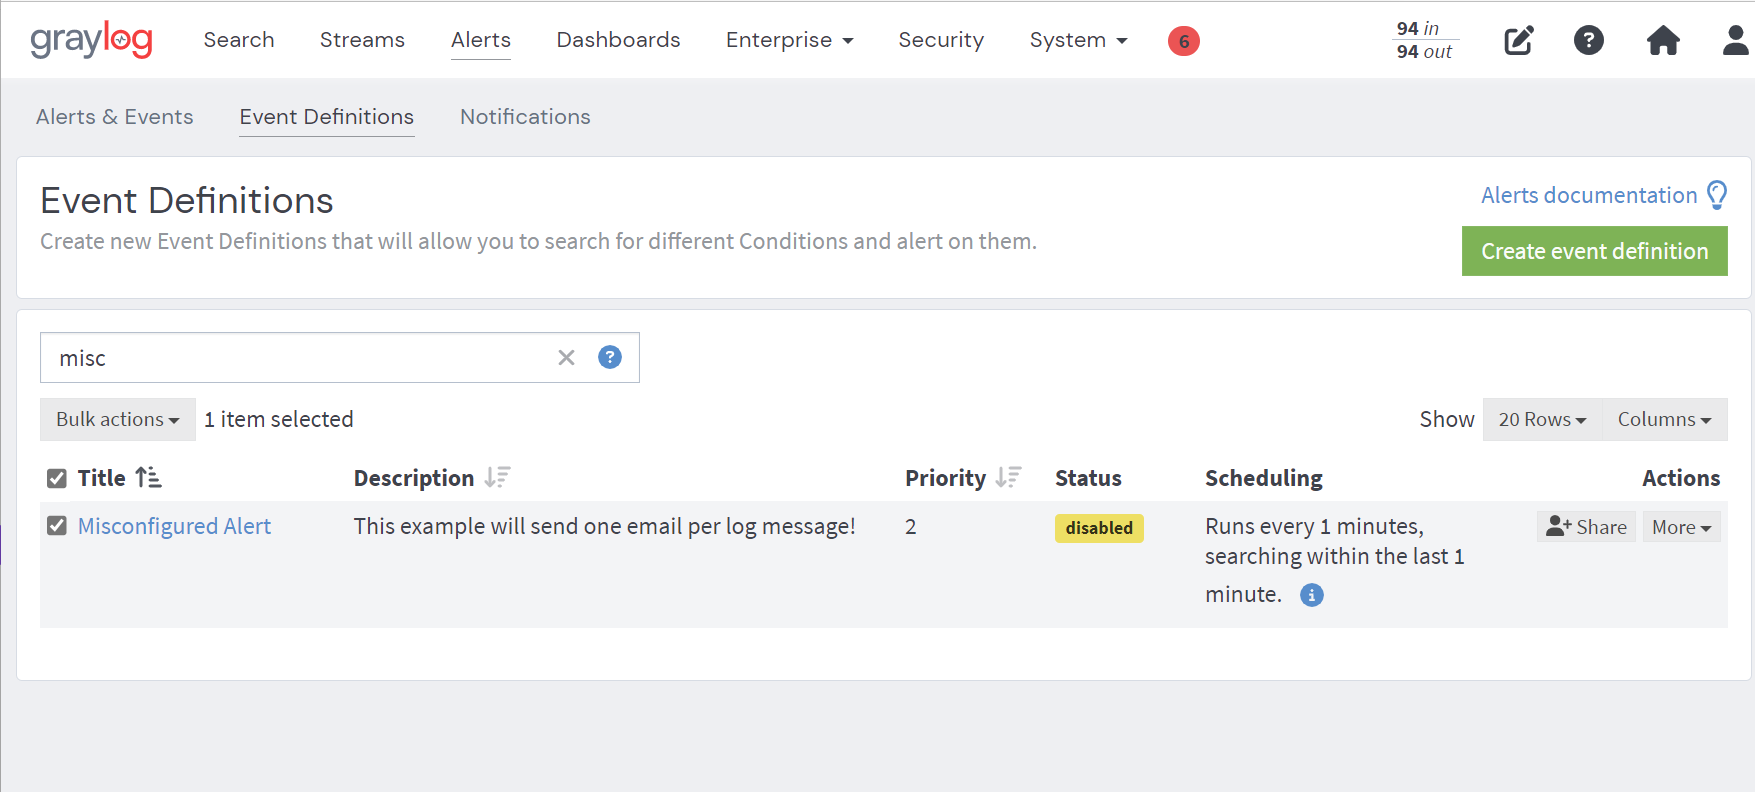 graylog Search Streams Alerts Dashboards Enterprise Security System 6 94 in
94 out
Alerts & Events Event Definitions Notifications
Event Definitions
Alerts documentation
Create new Event Definitions that will allow you to search for different Conditions and alert on them.
Create event definition
misc
Bulk actions 1 item selected Show 20 Rows Columns
Title Description Priority Status Scheduling Actions
Misconfigured Alert This example will send one email per log message! 2 disabled Runs every 1 minutes, Share More
searching within the last 1
minute.